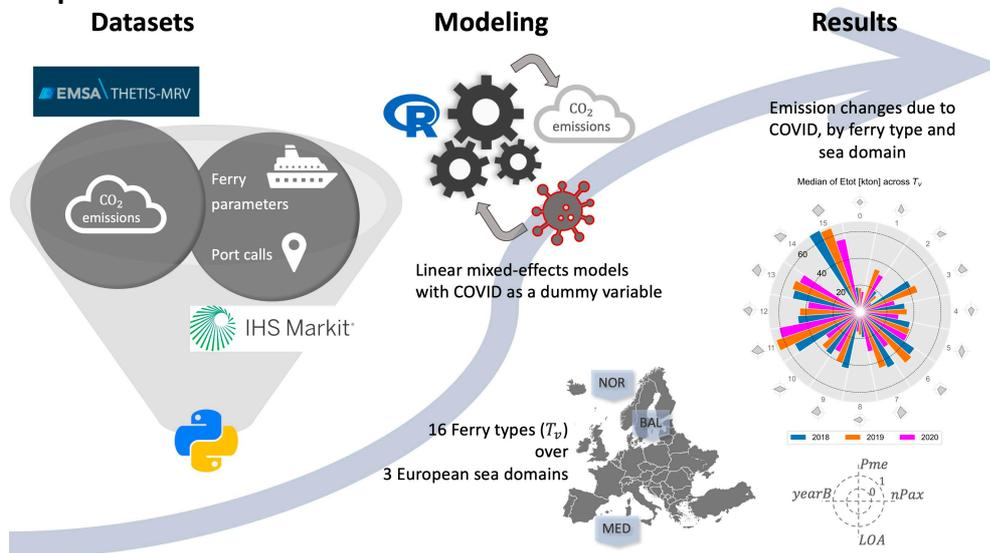 Datasets
Modeling
Results
EMSA THETIS-MRV
CO2
emissions
Ferry
parameters
Port calls
IHS Markit®
R
CO2
emissions
Linear mixed-effects models
with COVID as a dummy variable
16 Ferry types (Tv)
over
3 European sea domains
NOR
BAL
MED
Emission changes due to
COVID, by ferry type and
sea domain
Median of Etot [kton] across Tv
0
1
2
3
4
5
6
7
8
9
10
11
12
13
14
15
60
40
20
2018
2019
2020
Pme
1
0
yearB
nPax
LOA